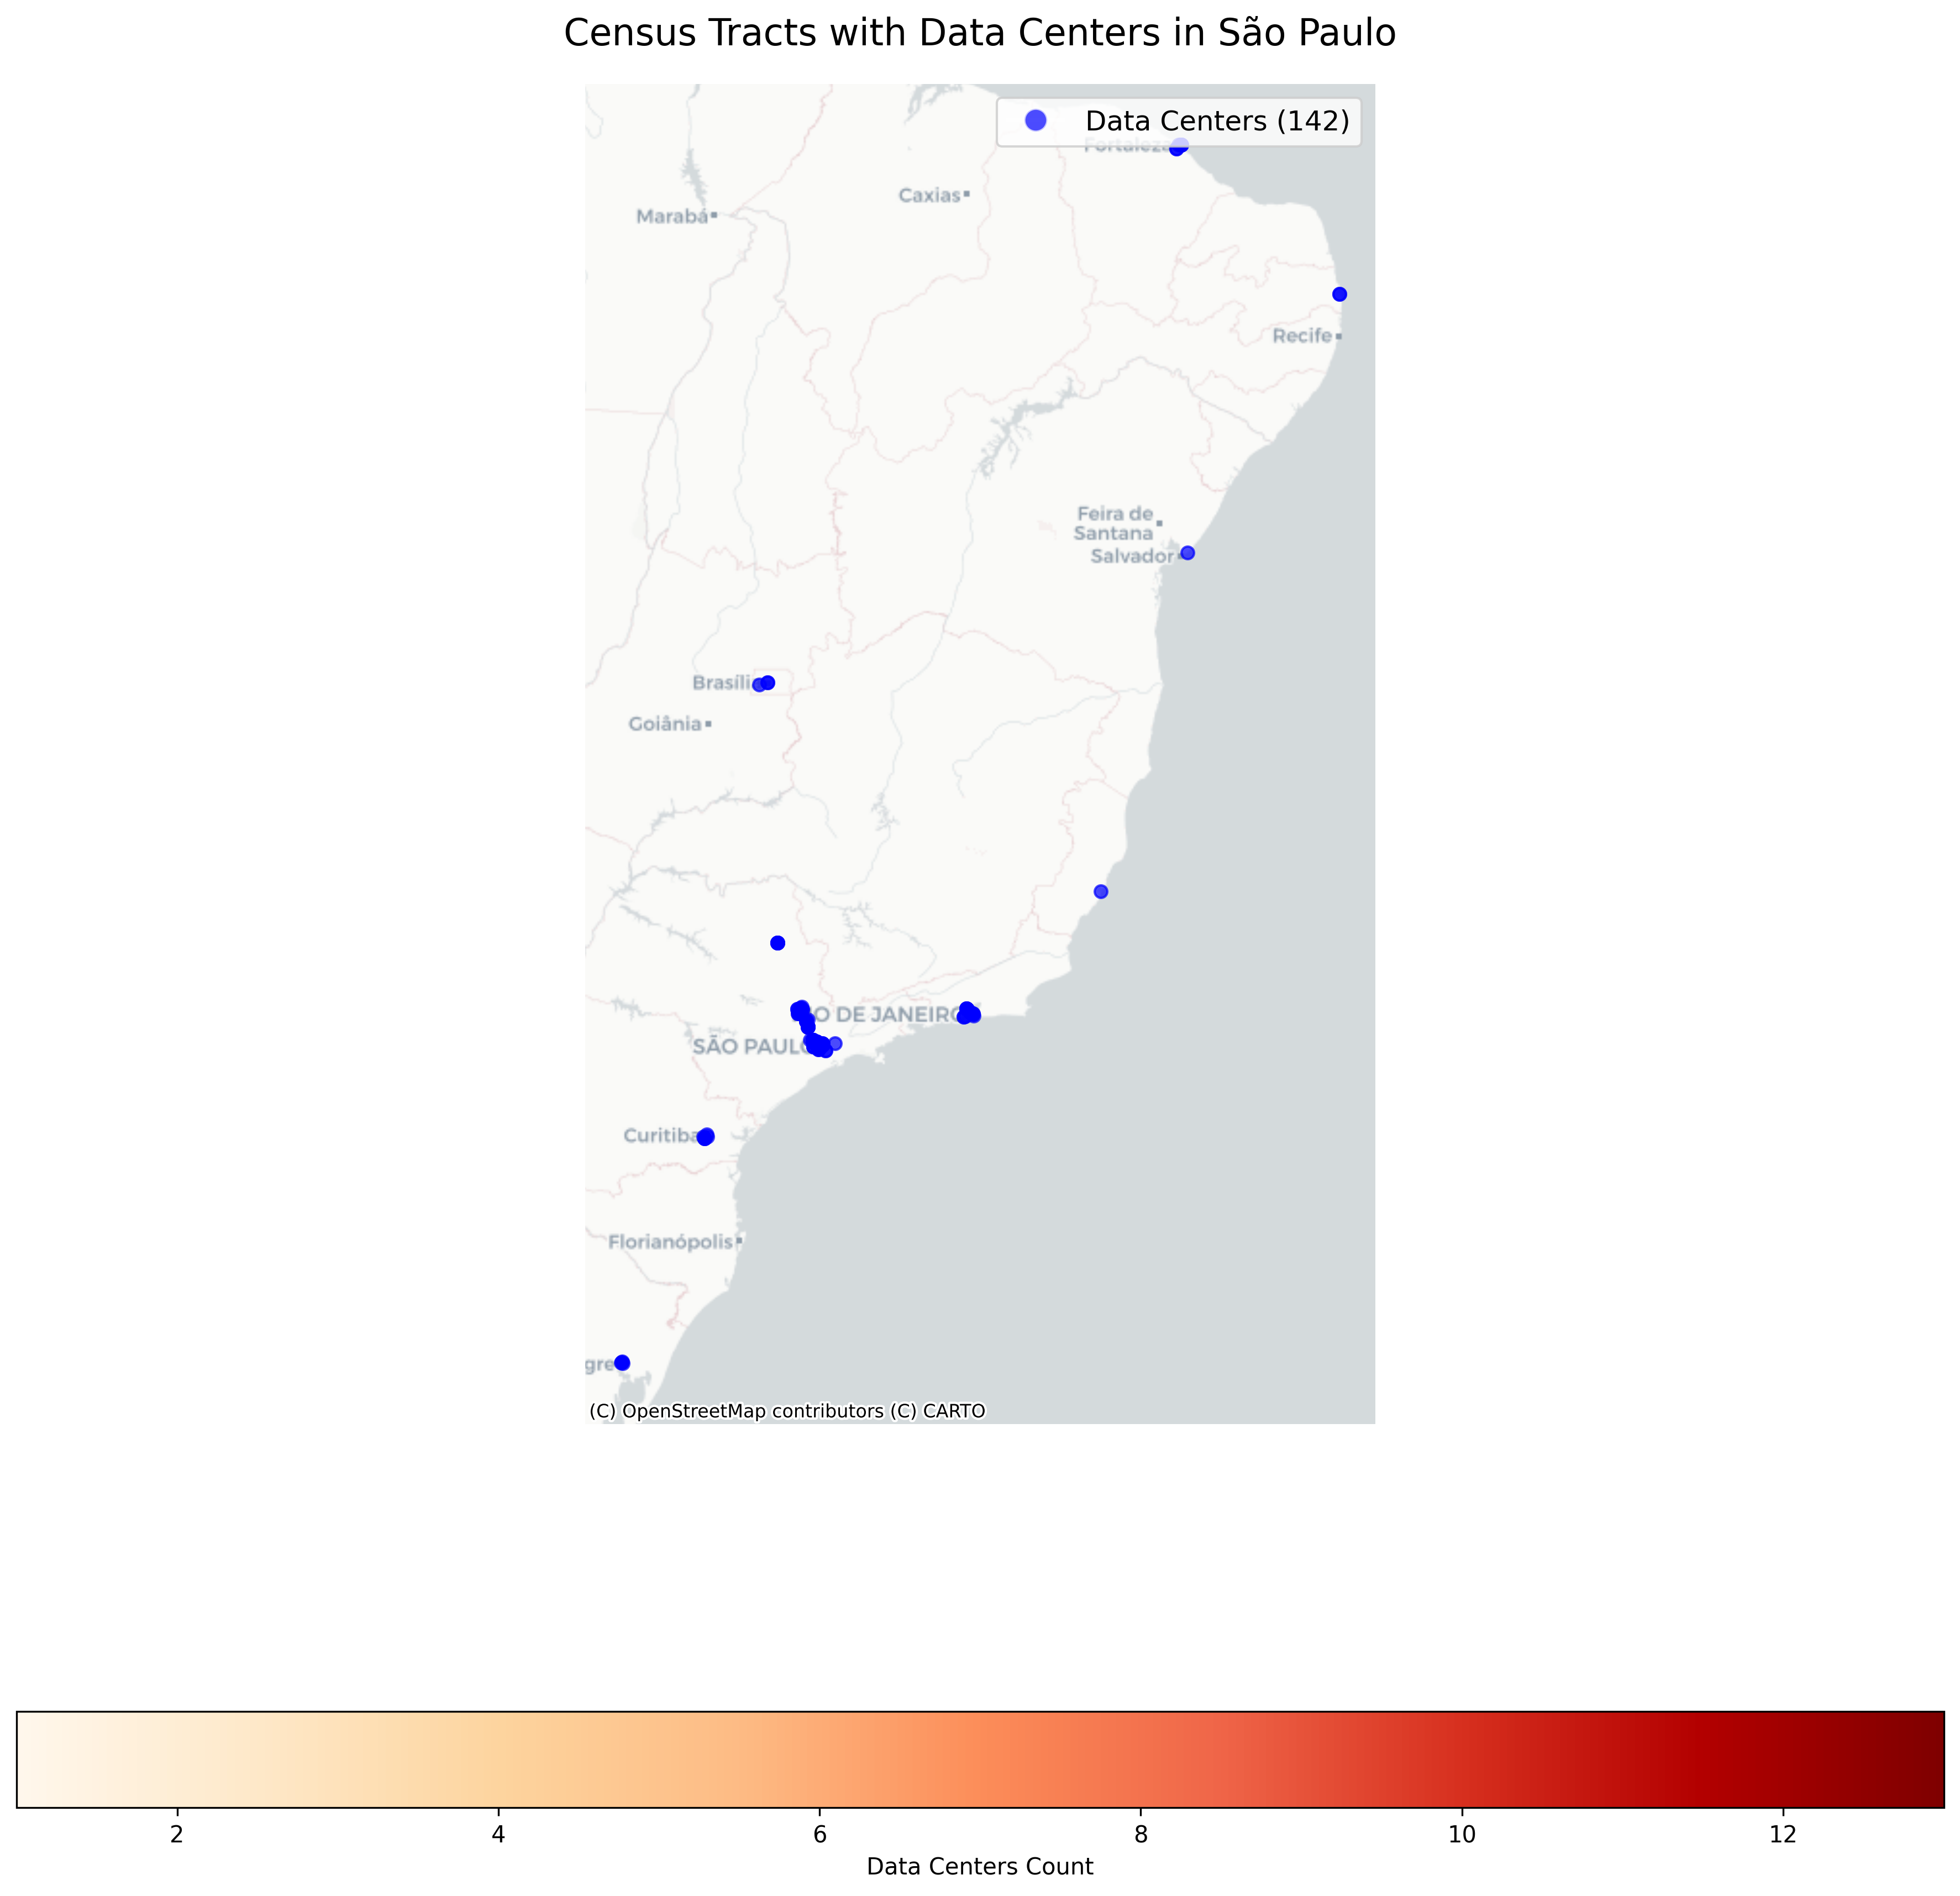 Census Tracts with Data Centers in São Paulo
Data Centers (142)
Fortaleza
Caxias
Marabá
Recife
Feira de
Santana
Salvador
Brasíli
Goiânia
O DE JANEIRO
SÃO PAULO
Curitiba
Florianópolis
gre
(C) OpenStreetMap contributors (C) CARTO
2 4 6 8 10 12
Data Centers Count